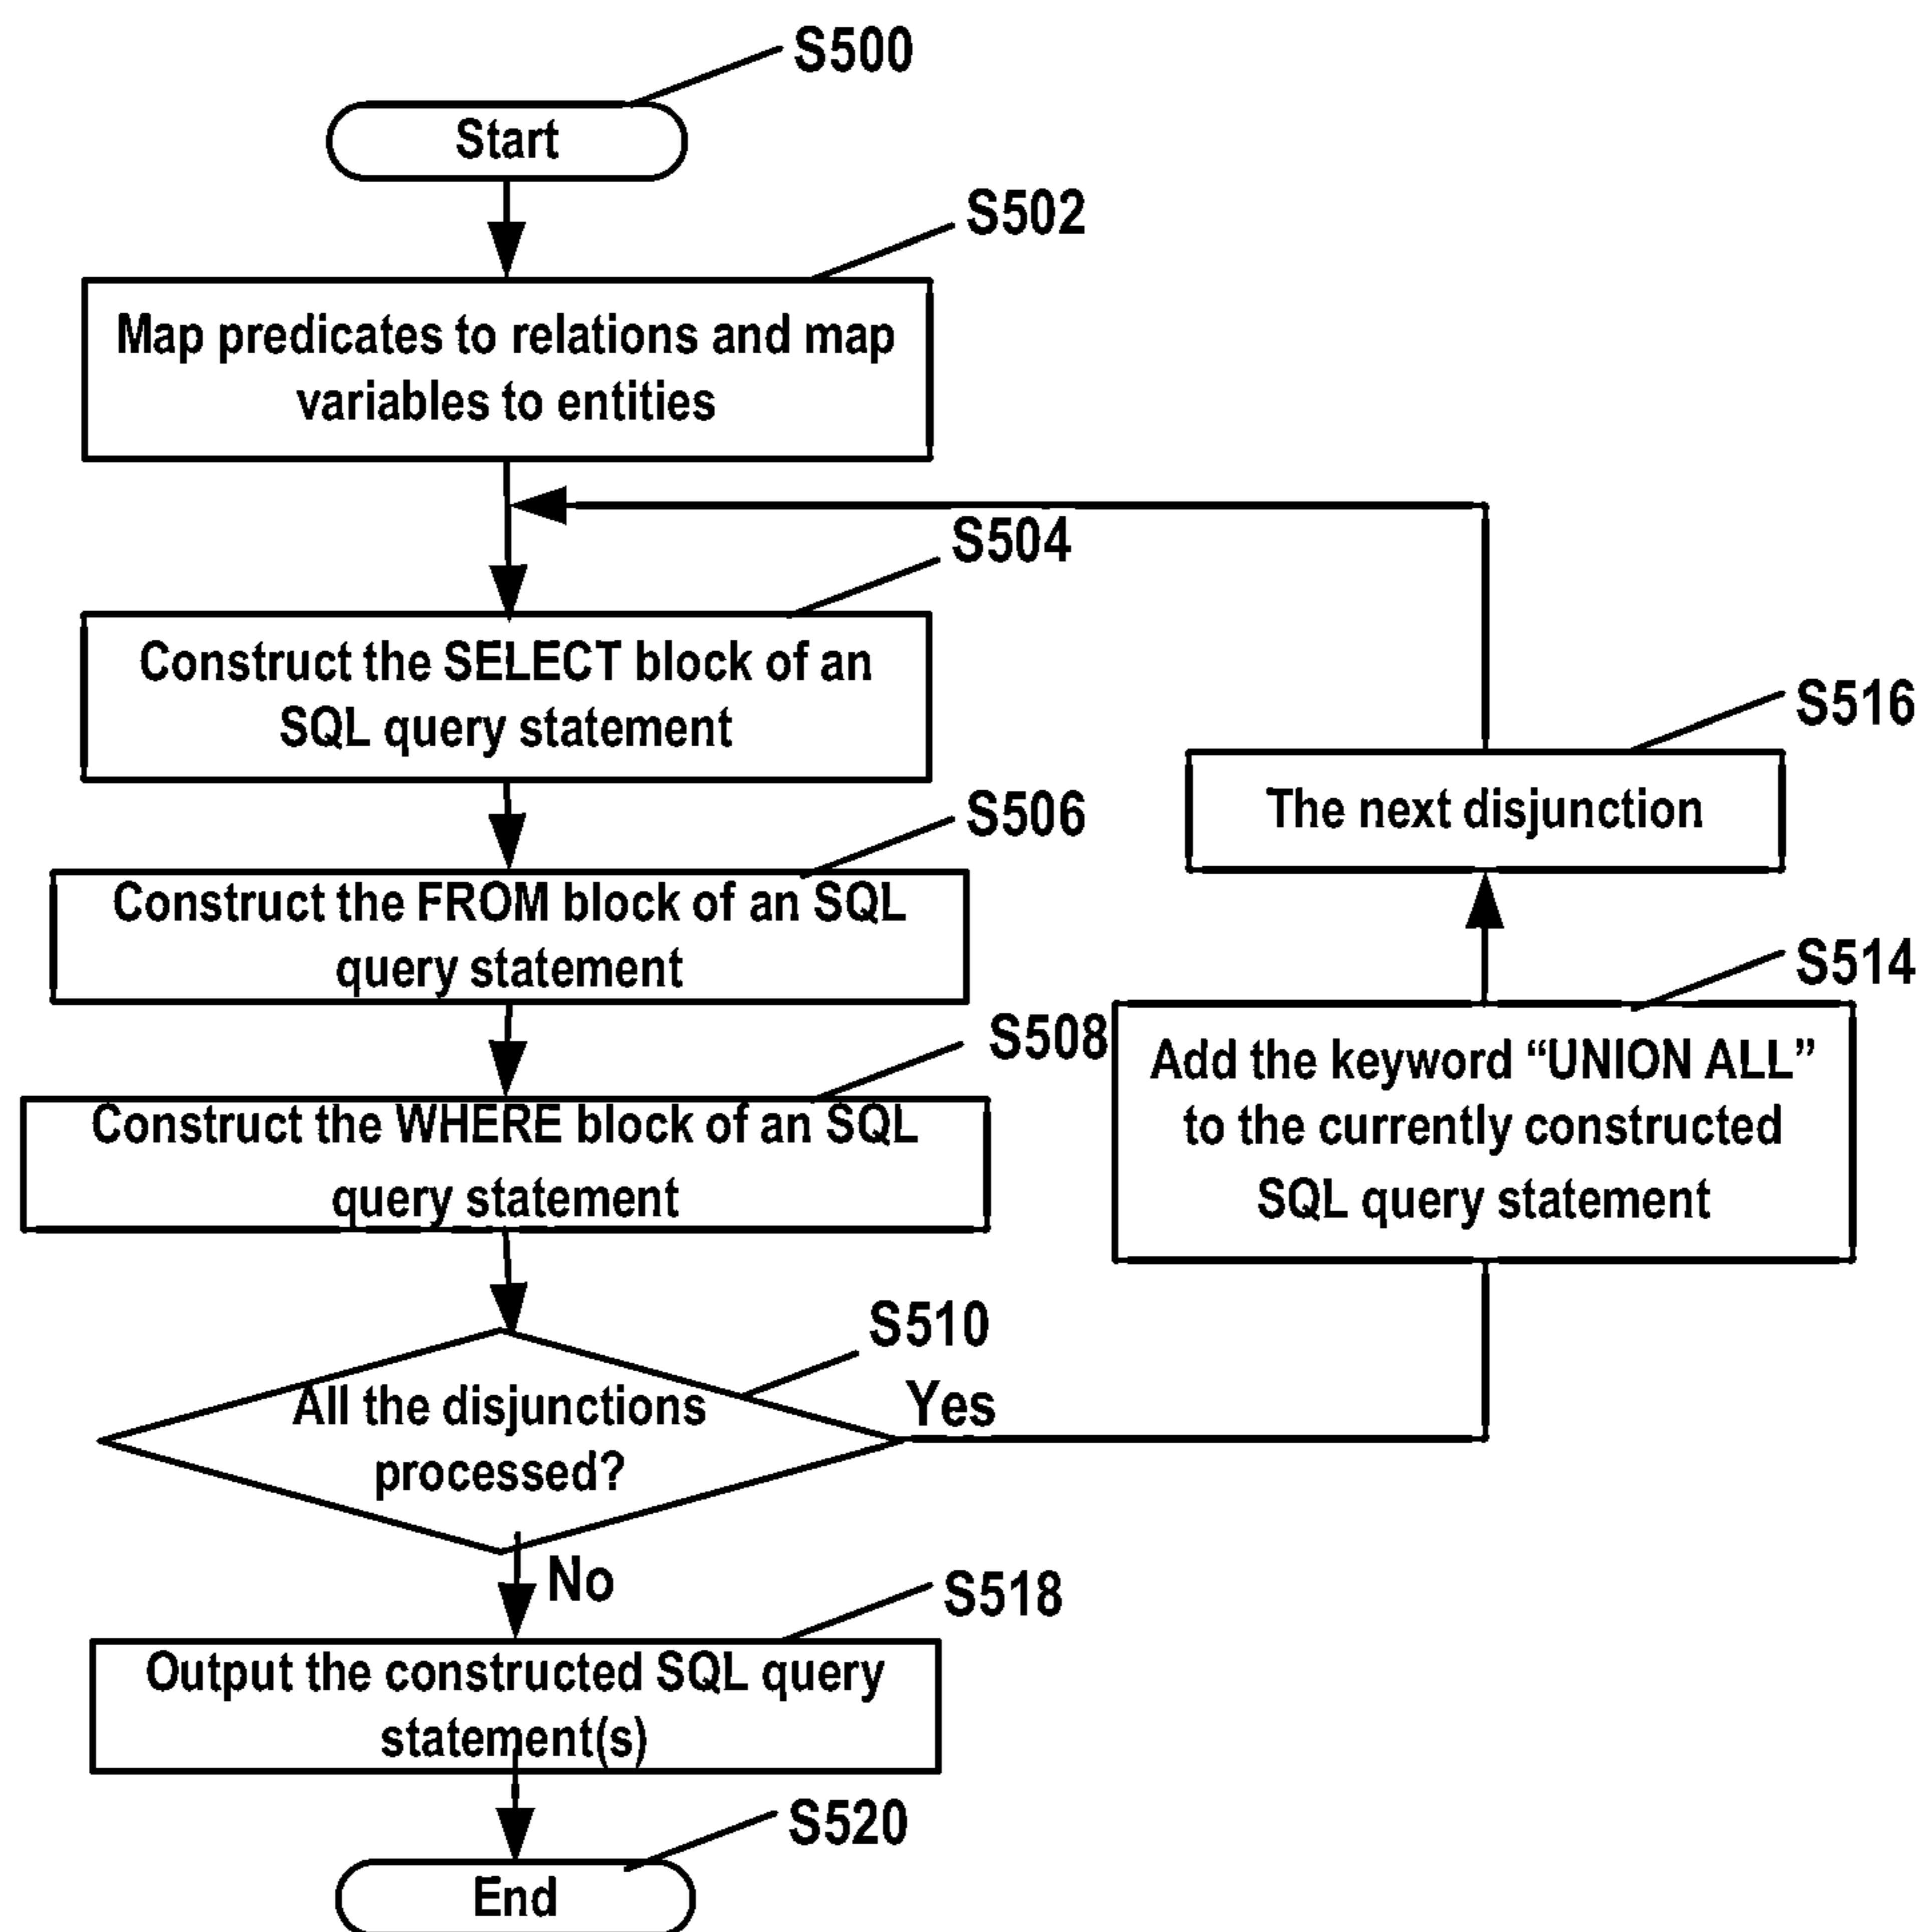 S500
Start
S502
Map predicates to relations and map
variables to entities
S504
Construct the SELECT block of an
SQL query statement
S506
Construct the FROM block of an SQL
query statement
S508
Construct the WHERE block of an SQL
query statement
S510
All the disjunctions
processed?
Yes
No
S514
Add the keyword “UNION ALL”
to the currently constructed
SQL query statement
S516
The next disjunction
S518
Output the constructed SQL query
statement(s)
S520
End